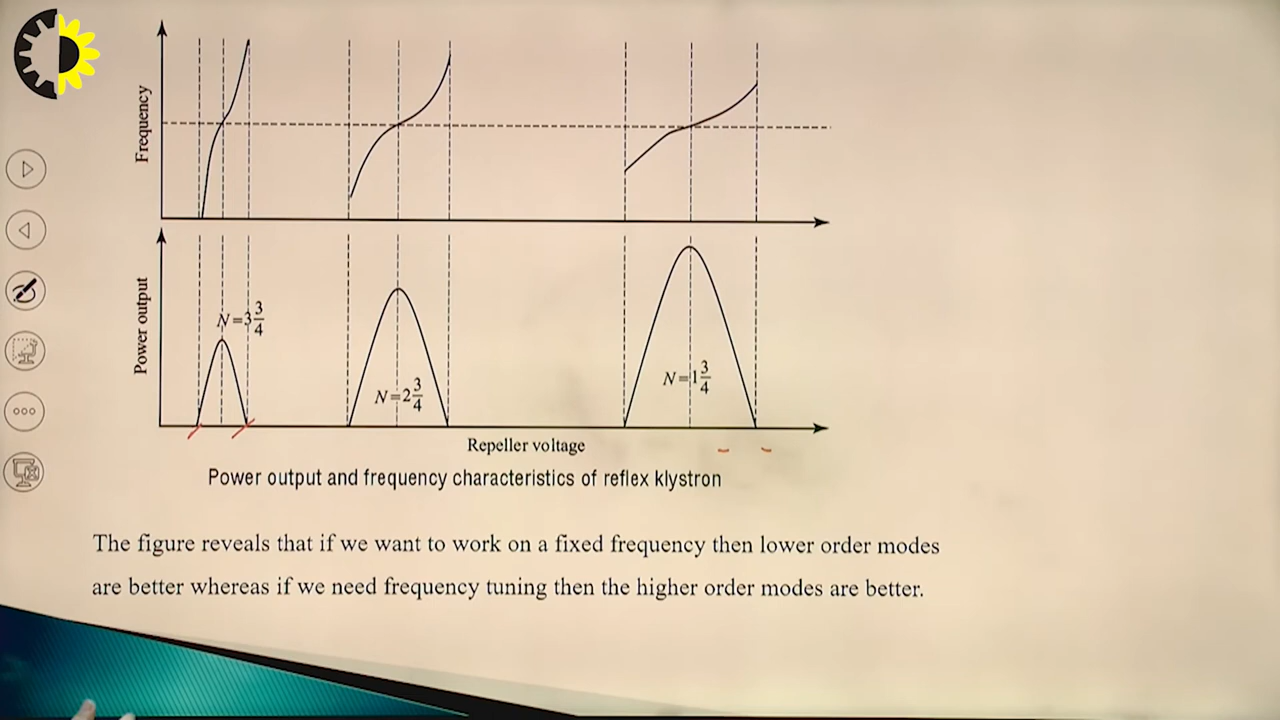 Frequency
Power output
N=3 3/4
N=2 3/4
N=1 3/4
Repeller voltage
Power output and frequency characteristics of reflex klystron
The figure reveals that if we want to work on a fixed frequency then lower order modes
are better whereas if we need frequency tuning then the higher order modes are better.